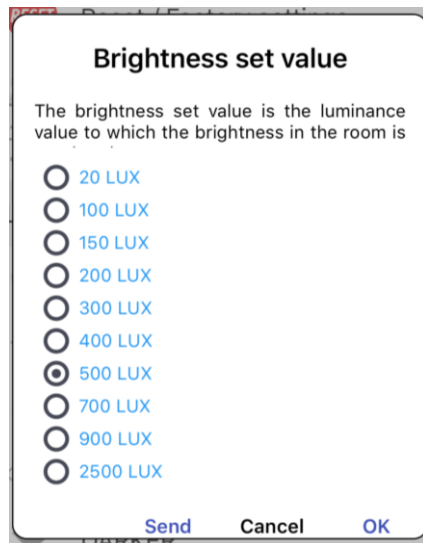 RESET
Brightness set value
The brightness set value is the luminance
value to which the brightness in the room is
20 LUX
100 LUX
150 LUX
200 LUX
300 LUX
400 LUX
500 LUX
700 LUX
900 LUX
2500 LUX
Send Cancel OK